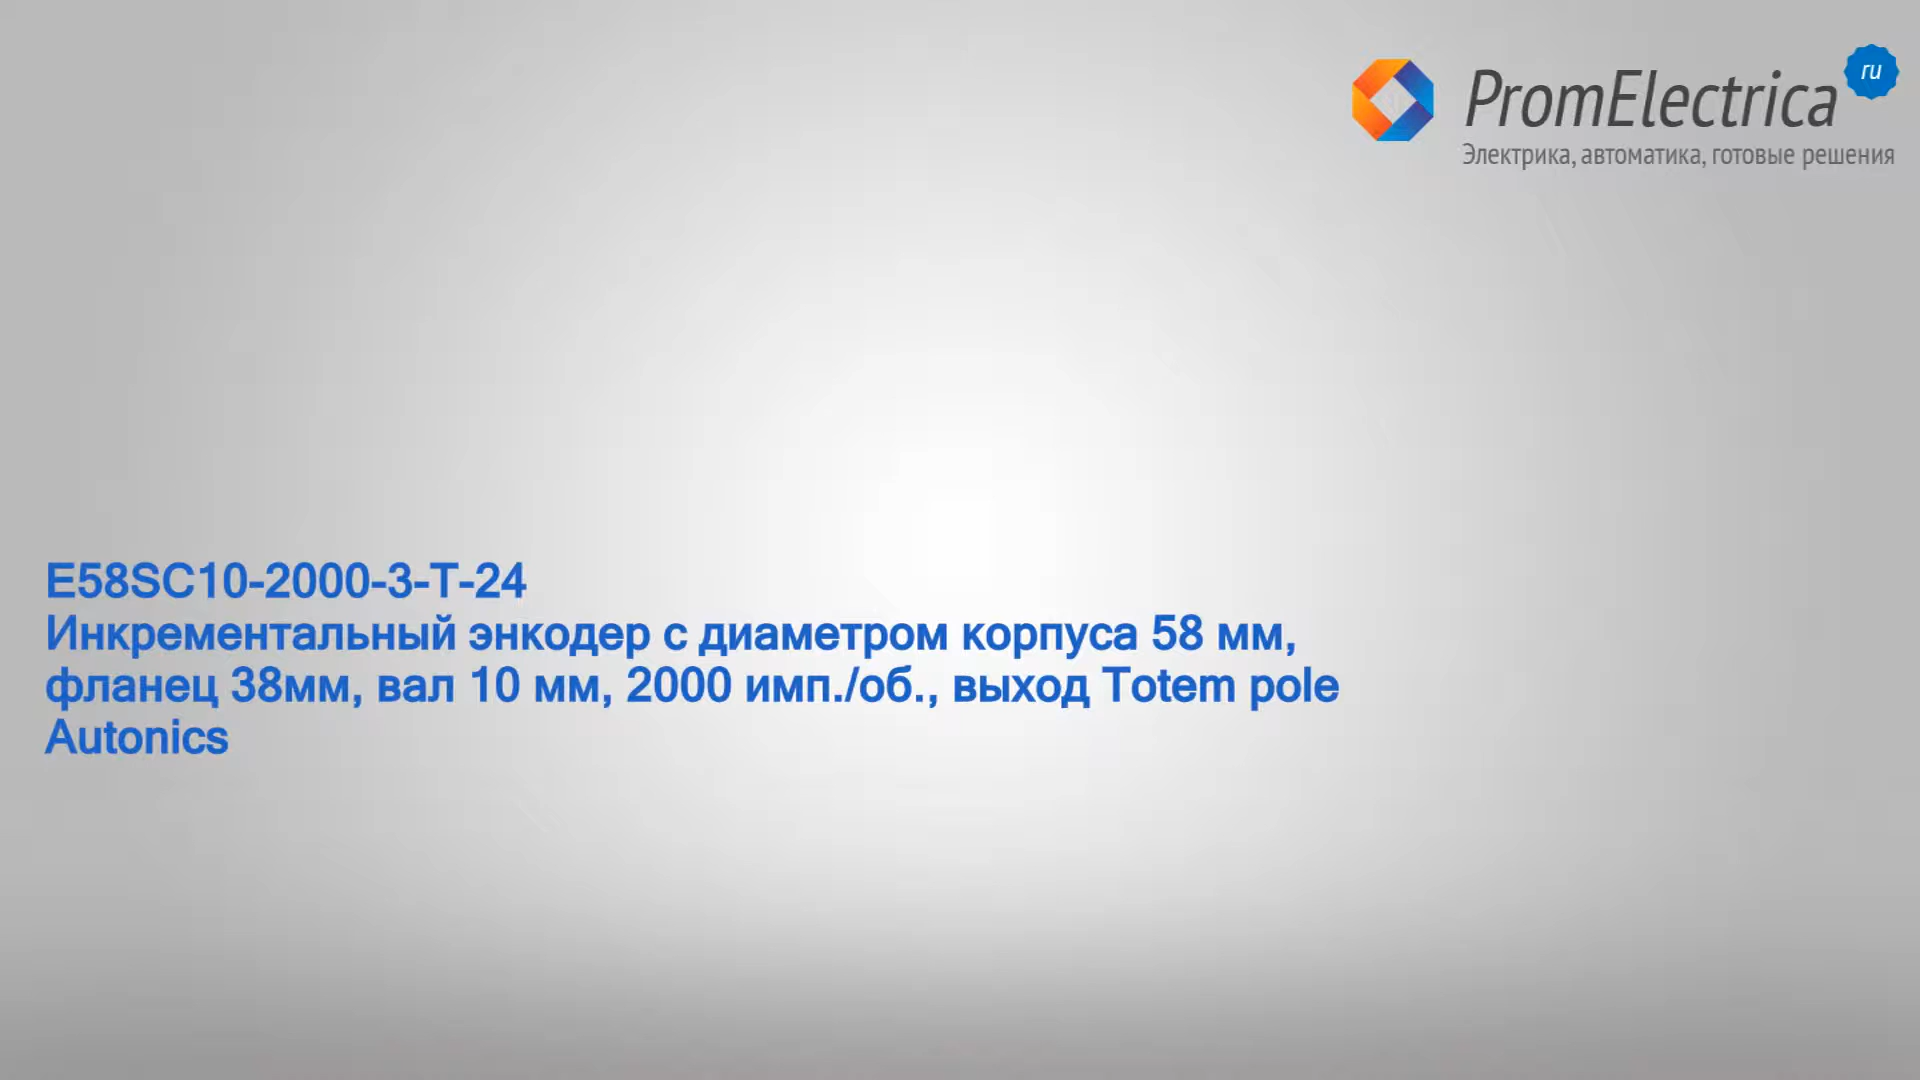 PromElectrica ru
Электрика, автоматика, готовые решения
E58SC10-2000-3-T-24
Инкрементальный энкодер с диаметром корпуса 58 мм,
фланец 38мм, вал 10 мм, 2000 имп./об., выход Totem pole
Autonics